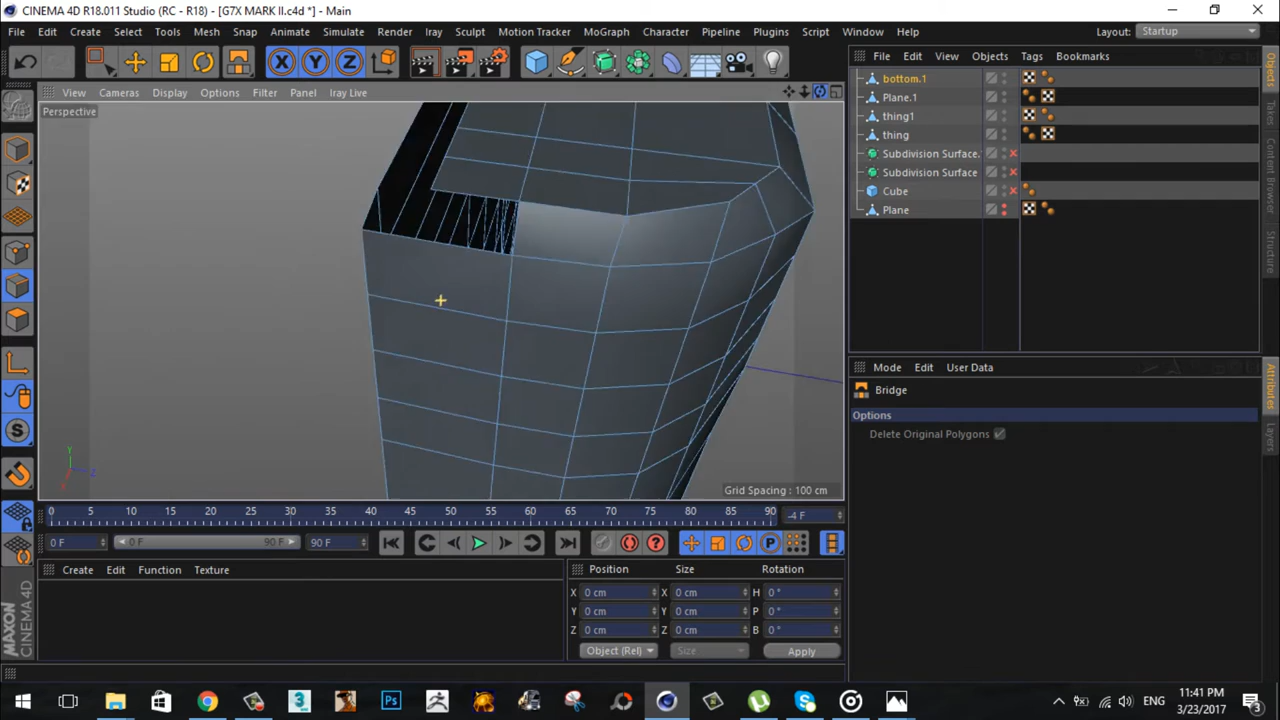 CINEMA 4D R18.011 Studio (RC - R18) - [G7X MARK II.c4d *] - Main
File Edit Create Select Tools Mesh Snap Animate Simulate Render Iray Sculpt Motion Tracker MoGraph Character Pipeline Plugins Script Window Help Layout: Startup
File Edit View Objects Tags Bookmarks
bottom.1
Plane.1
thing1
thing
Subdivision Surface.
Subdivision Surface
Cube
Plane
View Cameras Display Options Filter Panel Iray Live
Perspective
X Y Z
Y
Z
X
Grid Spacing : 100 cm
Objects
Takes
Content Browser
Structure
Mode Edit User Data
Bridge
Options
Delete Original Polygons
Attributes
Layers
0 5 10 15 20 25 30 35 40 45 50 55 60 65 70 75 80 85 90 -4 F
0 F 0 F 90 F 90 F
Create Edit Function Texture
Position Size Rotation
X 0 cm X 0 cm H 0 °
Y 0 cm Y 0 cm P 0 °
Z 0 cm Z 0 cm B 0 °
Object (Rel) Size Apply
MAXON
CINEMA 4D
ENG
11:41 PM
3/23/2017